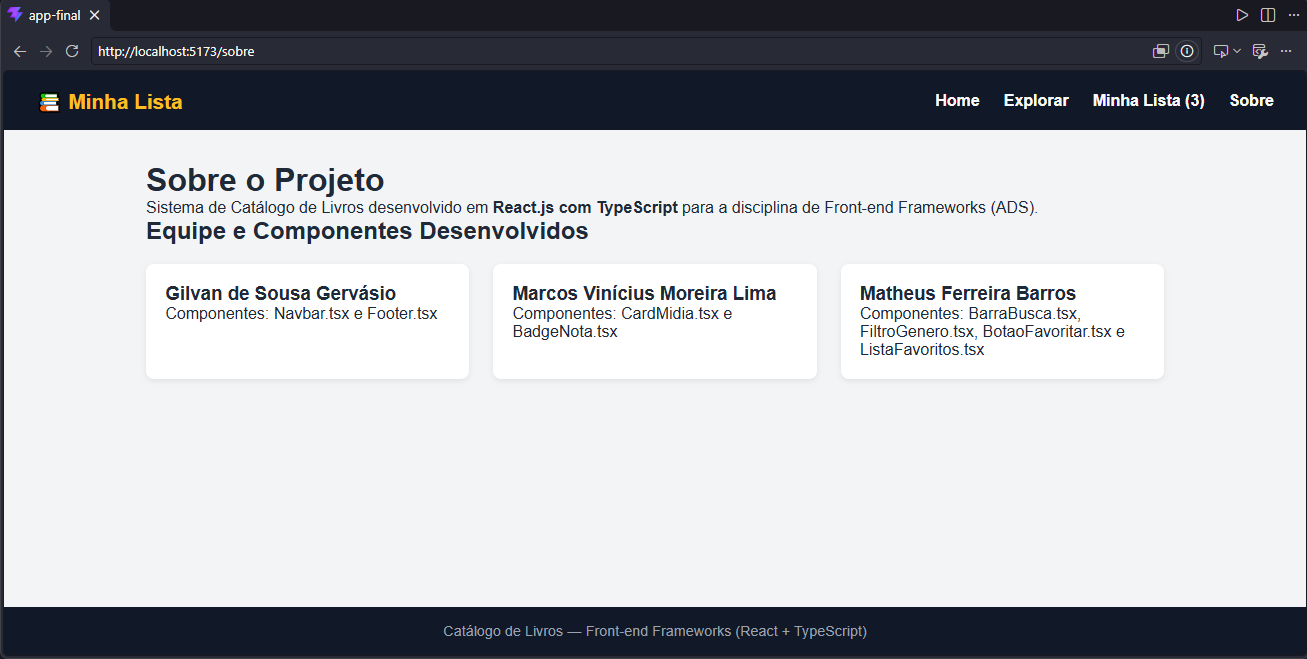 app-final
http://localhost:5173/sobre
Minha Lista
Home Explorar Minha Lista (3) Sobre
Sobre o Projeto
Sistema de Catálogo de Livros desenvolvido em React.js com TypeScript para a disciplina de Front-end Frameworks (ADS).
Equipe e Componentes Desenvolvidos
Gilvan de Sousa Gervásio
Componentes: Navbar.tsx e Footer.tsx
Marcos Vinícius Moreira Lima
Componentes: CardMidia.tsx e
BadgeNota.tsx
Matheus Ferreira Barros
Componentes: BarraBusca.tsx,
FiltroGenero.tsx, BotaoFavoritar.tsx e
ListaFavoritos.tsx
Catálogo de Livros — Front-end Frameworks (React + TypeScript)